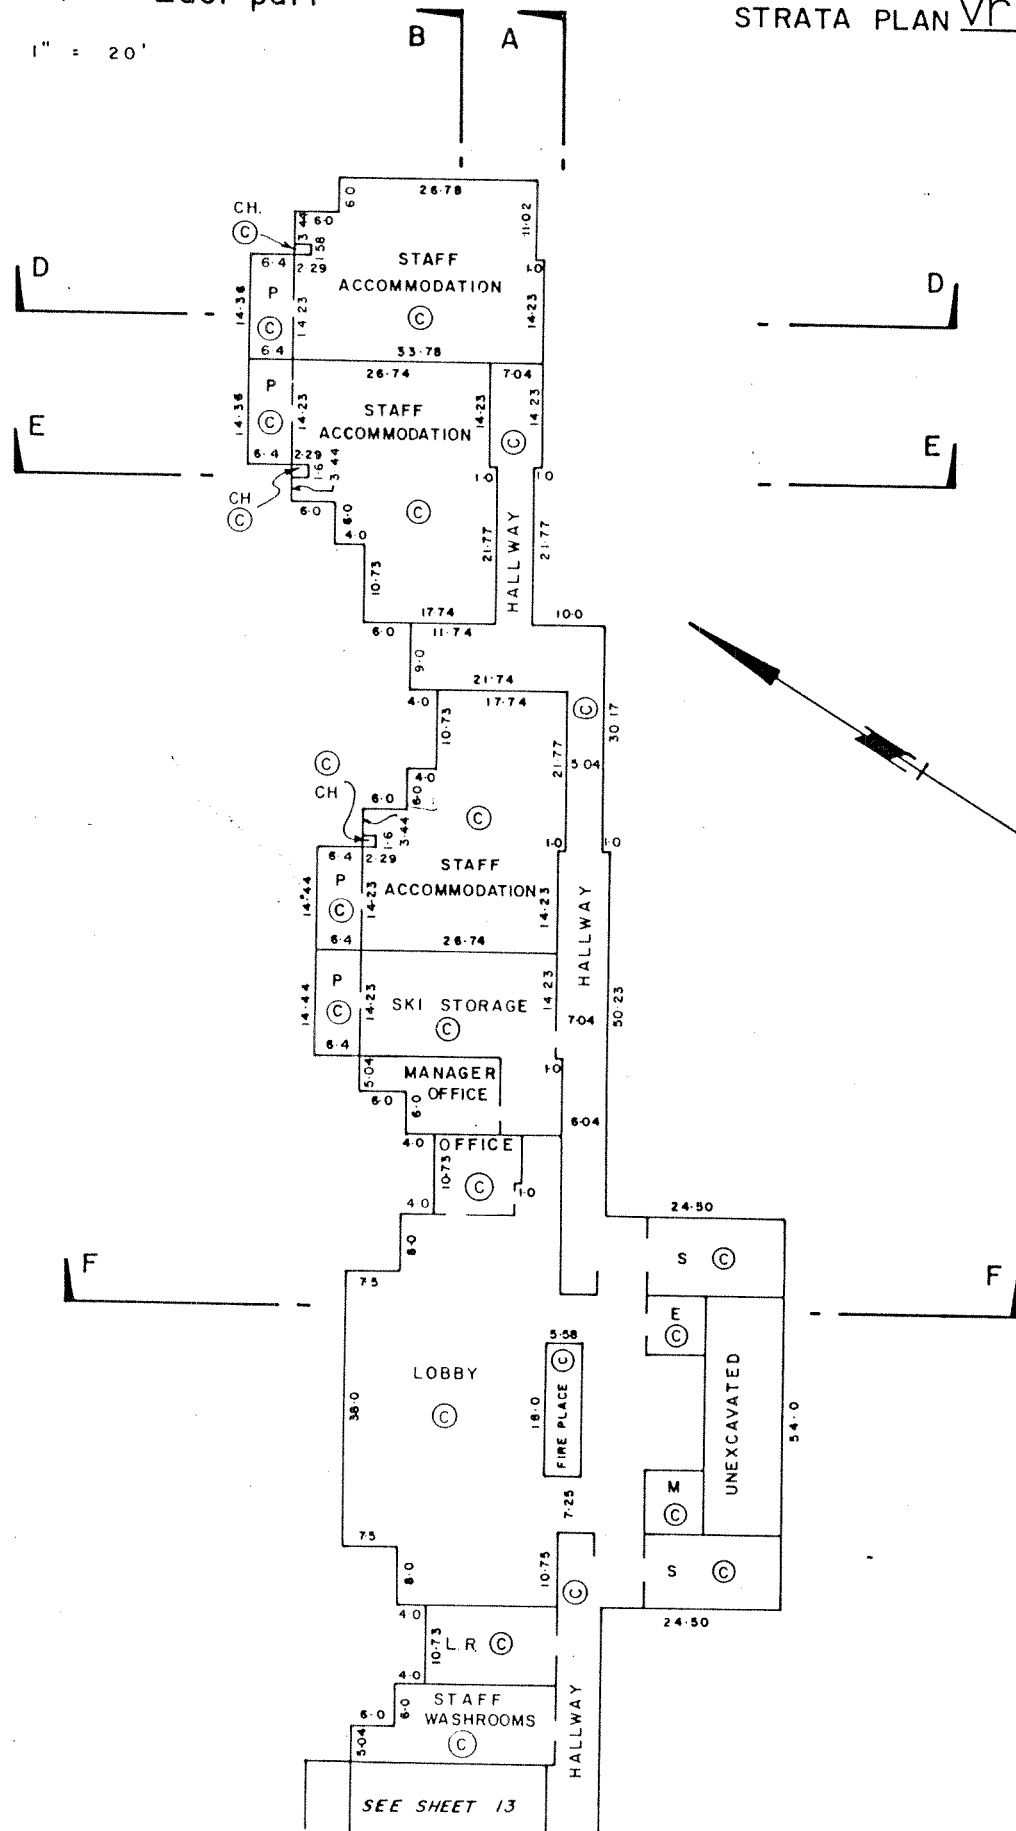 East part
STRATA PLAN VR
1" = 20'
B
A
26·78
6·0
11·02
CH.
C
6·0
3·44
1·58
STAFF
ACCOMMODATION
C
1·0
D
D
6·4
2·29
P
C
14·36
14·23
14·23
6·4
33·78
26·74
7·04
P
C
14·36
14·23
STAFF
ACCOMMODATION
14·23
14·23
C
E
E
6·4
2·29
1·6
3·44
1·0
1·0
CH
C
6·0
6·0
4·0
C
21·77
HALLWAY
21·77
10·73
17·74
10·0
6·0
11·74
9·0
21·74
4·0
17·74
C
10·73
21·77
5·04
30·17
C
CH
4·0
6·0
6·0
3·44
1·6
C
1·0
1·0
6·4
2·29
STAFF
ACCOMMODATION
P
C
14·44
14·23
14·23
HALLWAY
6·4
26·74
P
C
14·44
14·23
SKI STORAGE
C
14·23
7·04
50·23
6·4
5·04
MANAGER
OFFICE
1·0
6·0
6·0
6·04
4·0
OFFICE
10·73
C
1·0
4·0
24·50
8·0
S C
F
F
7·5
E
C
5·58
C
LOBBY
C
38·0
18·0
FIRE PLACE
UNEXCAVATED
54·0
M
C
7·25
7·5
8·0
10·75
C
S C
24·50
4·0
10·73
L.R. C
4·0
STAFF
WASHROOMS
C
6·0
6·0
5·04
HALLWAY
SEE SHEET 13